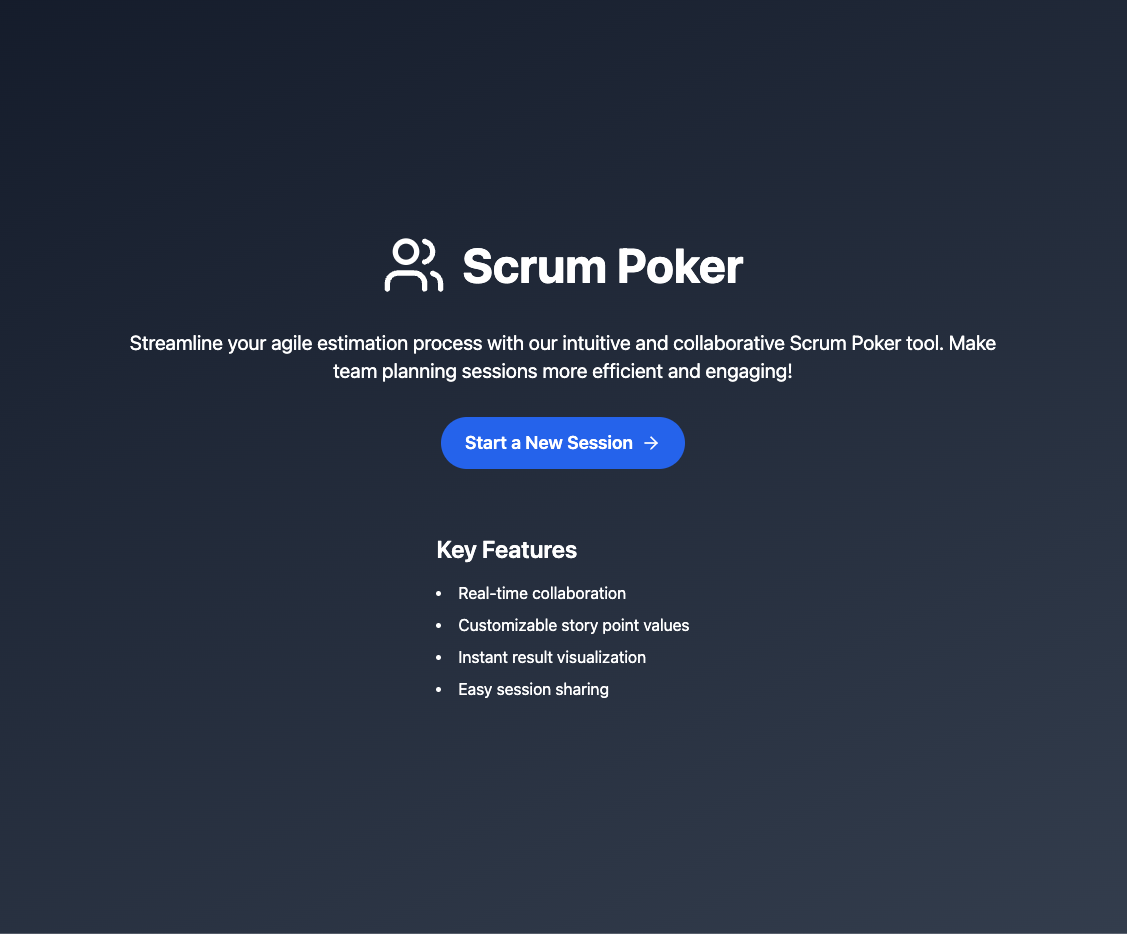 Scrum Poker
Streamline your agile estimation process with our intuitive and collaborative Scrum Poker tool. Make
team planning sessions more efficient and engaging!
Start a New Session
Key Features
• Real-time collaboration
• Customizable story point values
• Instant result visualization
• Easy session sharing